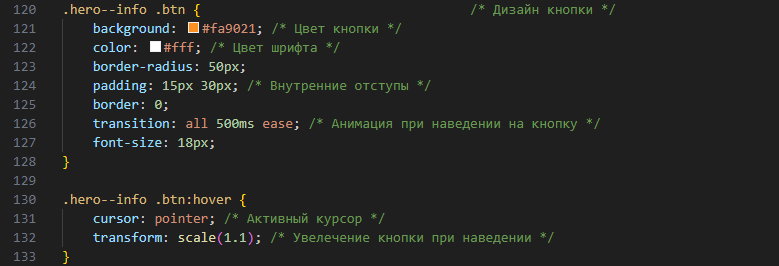 120 .hero--info .btn { /* Дизайн кнопки */
121 background: #fa9021; /* Цвет кнопки */
122 color: #fff; /* Цвет шрифта */
123 border-radius: 50px;
124 padding: 15px 30px; /* Внутренние отступы */
125 border: 0;
126 transition: all 500ms ease; /* Анимация при наведении на кнопку */
127 font-size: 18px;
128 }
129
130 .hero--info .btn:hover {
131 cursor: pointer; /* Активный курсор */
132 transform: scale(1.1); /* Увелечение кнопки при наведении */
133 }